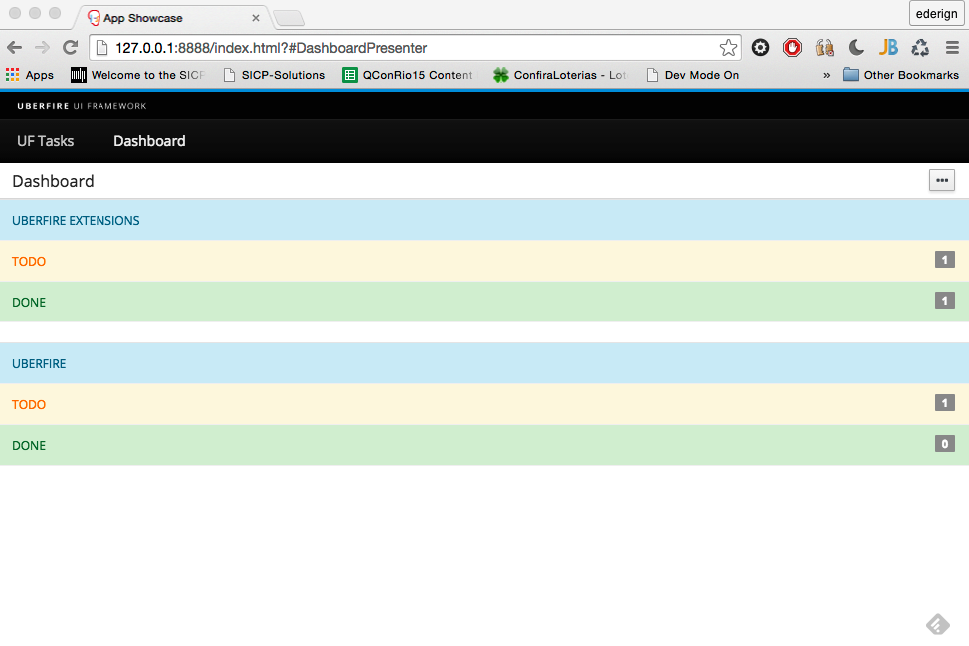 App Showcase
ederign
127.0.0.1:8888/index.html?#DashboardPresenter
Apps Welcome to the SICP SICP-Solutions QConRio15 Content ConfiraLoterias - Lot Dev Mode On » Other Bookmarks
UBERFIRE UI FRAMEWORK
UF Tasks Dashboard
Dashboard
UBERFIRE EXTENSIONS
TODO 1
DONE 1
UBERFIRE
TODO 1
DONE 0